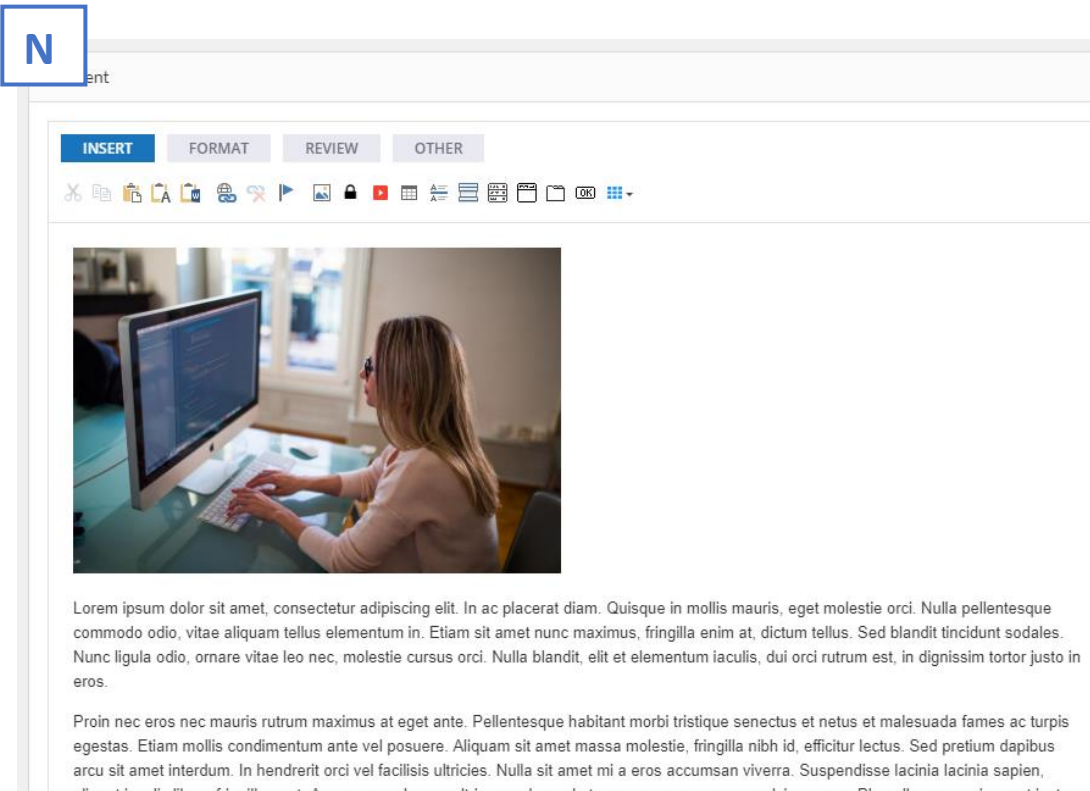 N
ent
INSERT FORMAT REVIEW OTHER
OK
Lorem ipsum dolor sit amet, consectetur adipiscing elit. In ac placerat diam. Quisque in mollis mauris, eget molestie orci. Nulla pellentesque
commodo odio, vitae aliquam tellus elementum in. Etiam sit amet nunc maximus, fringilla enim at, dictum tellus. Sed blandit tincidunt sodales.
Nunc ligula odio, ornare vitae leo nec, molestie cursus orci. Nulla blandit, elit et elementum iaculis, dui orci rutrum est, in dignissim tortor justo in
eros.
Proin nec eros nec mauris rutrum maximus at eget ante. Pellentesque habitant morbi tristique senectus et netus et malesuada fames ac turpis
egestas. Etiam mollis condimentum ante vel posuere. Aliquam sit amet massa molestie, fringilla nibh id, efficitur lectus. Sed pretium dapibus
arcu sit amet interdum. In hendrerit orci vel facilisis ultricies. Nulla sit amet mi a eros accumsan viverra. Suspendisse lacinia lacinia sapien,